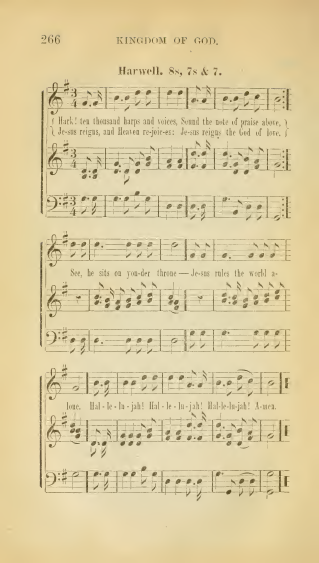 266 KINGDOM OF GOD.
Harwell. 8s, 7s & 7.
Hark! ten thousand harps and voices, Sound the note of praise above,
Je-sus reigns, and Heaven re-joic-es: Je-sus reigns the God of love.
See, he sits on yon-der throne — Je-sus rules the world a-
lone. Hal - le - lu - jah! Hal - le - lu - jah! Hal-le-lu-jah! A-men.